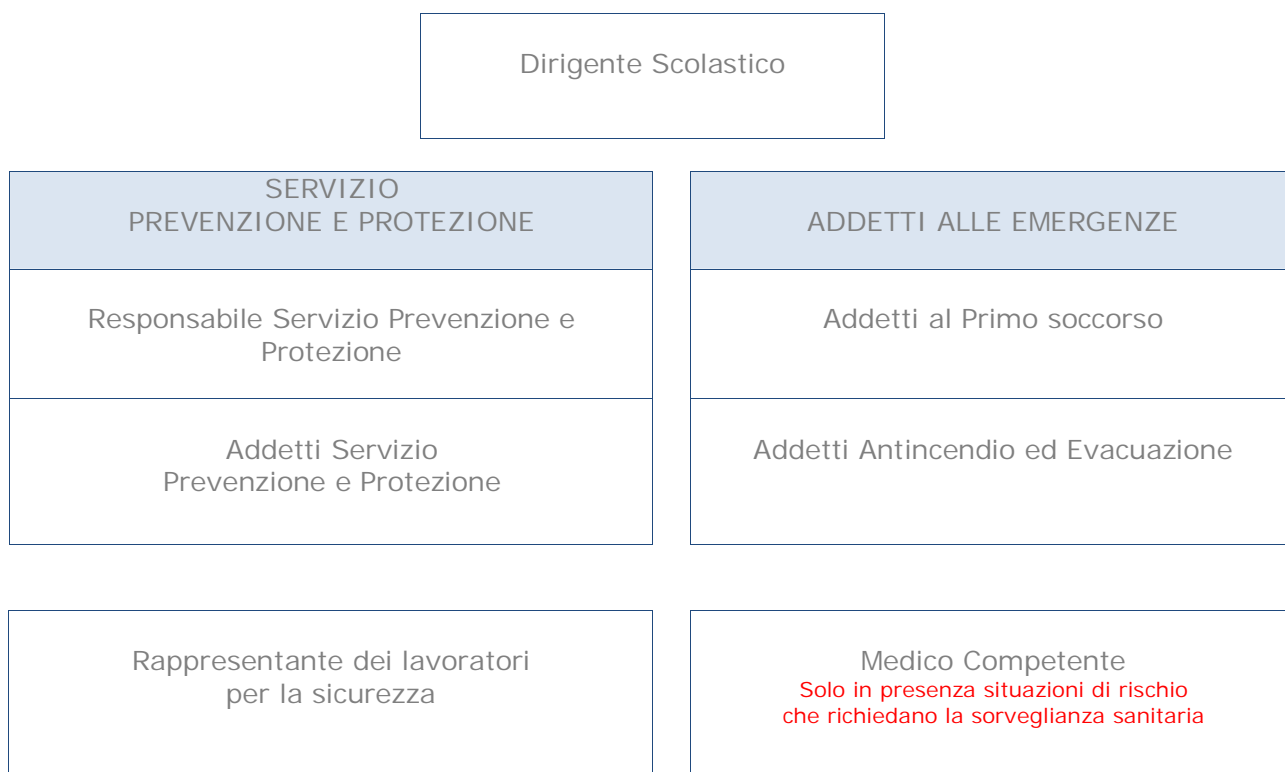 Dirigente Scolastico
SERVIZIO
PREVENZIONE E PROTEZIONE
Responsabile Servizio Prevenzione e
Protezione
Addetti Servizio
Prevenzione e Protezione
ADDETTI ALLE EMERGENZE
Addetti al Primo soccorso
Addetti Antincendio ed Evacuazione
Rappresentante dei lavoratori
per la sicurezza
Medico Competente
Solo in presenza situazioni di rischio
che richiedano la sorveglianza sanitaria